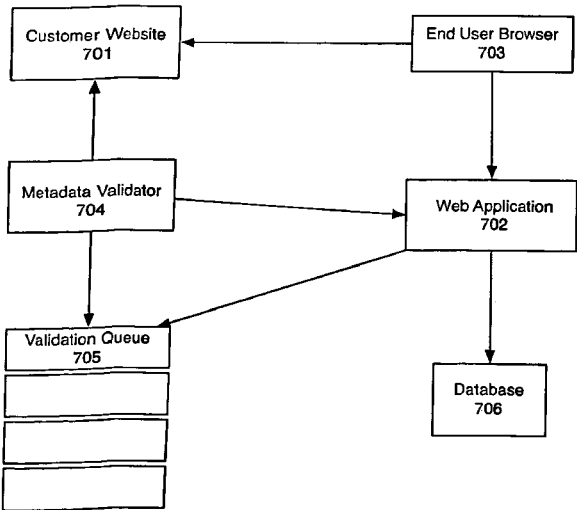 Customer Website
701
End User Browser
703
Metadata Validator
704
Web Application
702
Validation Queue
705
Database
706